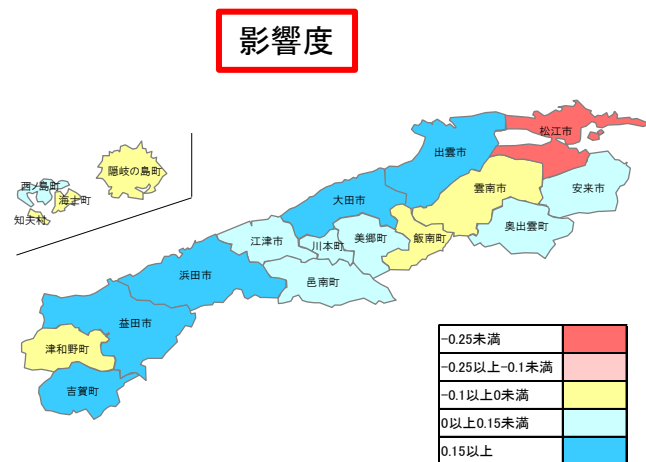 影響度
松江市
出雲市
隠岐の島町
雲南市
安来市
西ノ島町
海士町
大田市
知夫村
奥出雲町
江津市
川本町
美郷町
飯南町
浜田市
邑南町
益田市
津和野町
吉賀町
-0.25未満
-0.25以上-0.1未満
-0.1以上0未満
0以上0.15未満
0.15以上